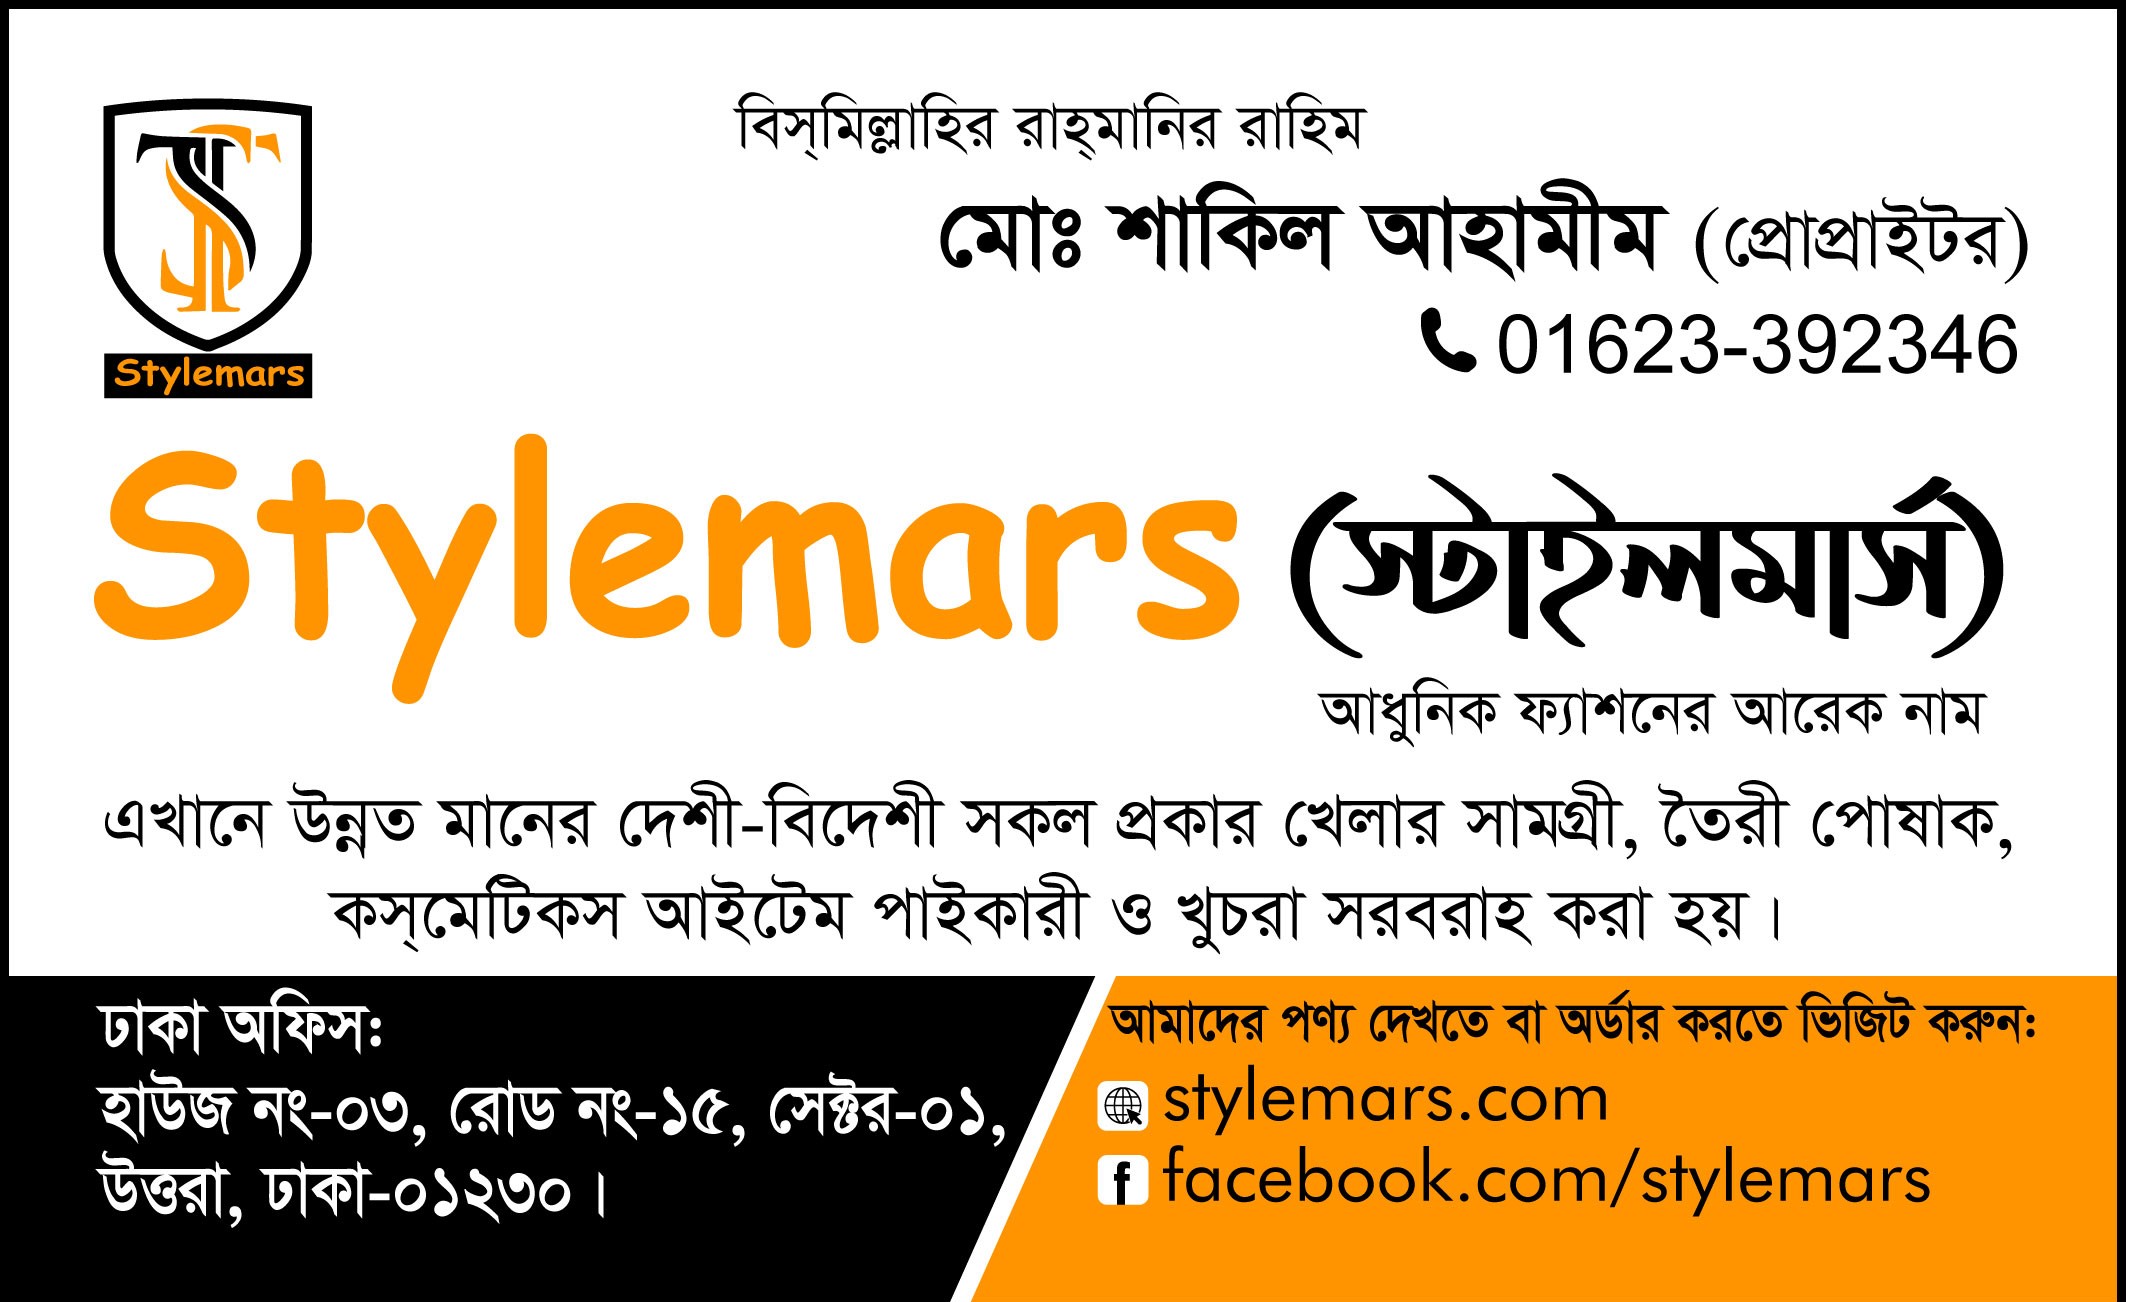 বিস্‌মিল্লাহির রাহ্‌মানির রাহিম
মোঃ শাকিল আহামীম (প্রোপ্রাইটর)
01623-392346
Stylemars
Stylemars (স্টাইলমার্স)
আধুনিক ফ্যাশনের আরেক নাম
এখানে উন্নত মানের দেশী-বিদেশী সকল প্রকার খেলার সামগ্রী, তৈরী পোষাক,
কস্‌মেটিকস আইটেম পাইকারী ও খুচরা সরবরাহ করা হয়।
ঢাকা অফিস:
হাউজ নং-০৩, রোড নং-১৫, সেক্টর-০১,
উত্তরা, ঢাকা-০১২৩০।
আমাদের পণ্য দেখতে বা অর্ডার করতে ভিজিট করুন:
stylemars.com
facebook.com/stylemars